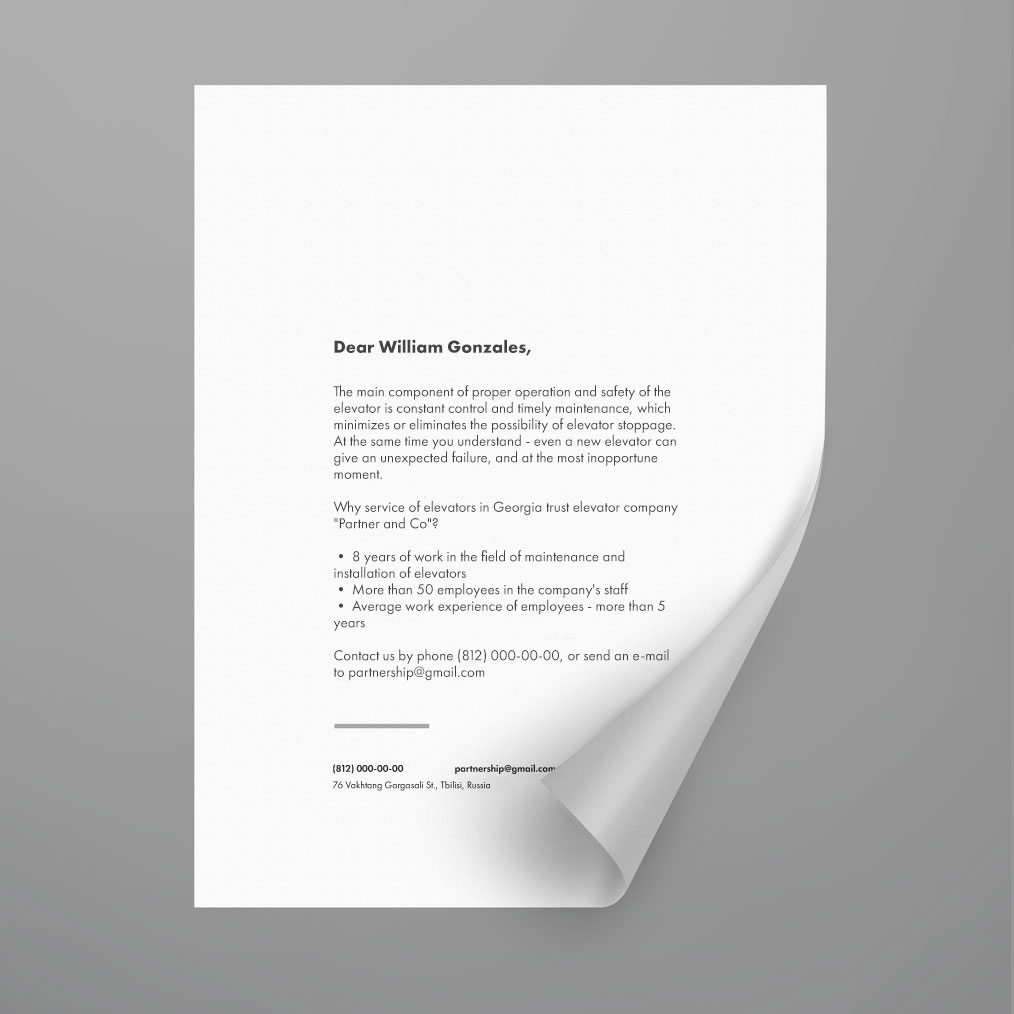 Dear William Gonzales,
The main component of proper operation and safety of the
elevator is constant control and timely maintenance, which
minimizes or eliminates the possibility of elevator stoppage.
At the same time you understand - even a new elevator can
give an unexpected failure, and at the most inopportune
moment.
Why service of elevators in Georgia trust elevator company
"Partner and Co"?
• 8 years of work in the field of maintenance and
installation of elevators
• More than 50 employees in the company's staff
• Average work experience of employees - more than 5
years
Contact us by phone (812) 000-00-00, or send an e-mail
to partnership@gmail.com
(812) 000-00-00 partnership@gmail.com
76 Vakhtang Gorgasali St., Tbilisi, Russia